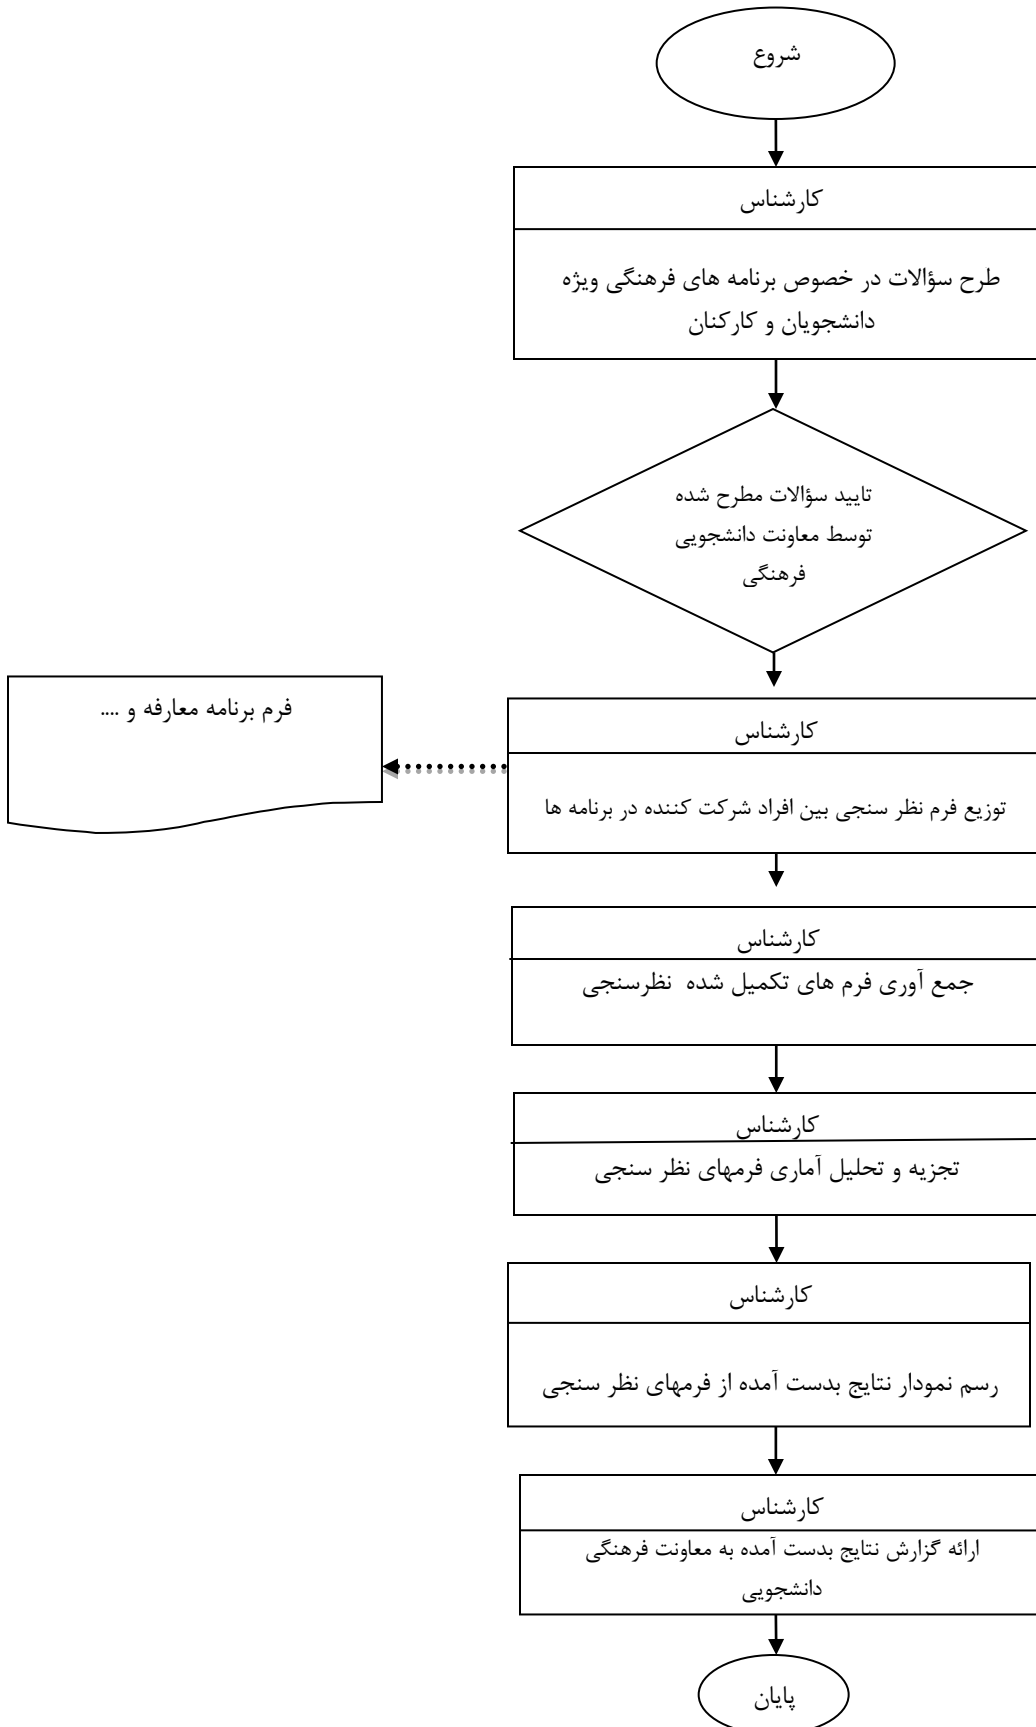 شروع
کارشناس
طرح سؤالات در خصوص برنامه های فرهنگی ویژه
دانشجویان و کارکنان
تایید سؤالات مطرح شده
توسط معاونت دانشجویی
فرهنگی
فرم برنامه معارفه و ....
کارشناس
توزیع فرم نظر سنجی بین افراد شرکت کننده در برنامه ها
کارشناس
جمع آوری فرم های تکمیل شده نظرسنجی
کارشناس
تجزیه و تحلیل آماری فرمهای نظر سنجی
کارشناس
رسم نمودار نتایج بدست آمده از فرمهای نظر سنجی
کارشناس
ارائه گزارش نتایج بدست آمده به معاونت فرهنگی
دانشجویی
پایان